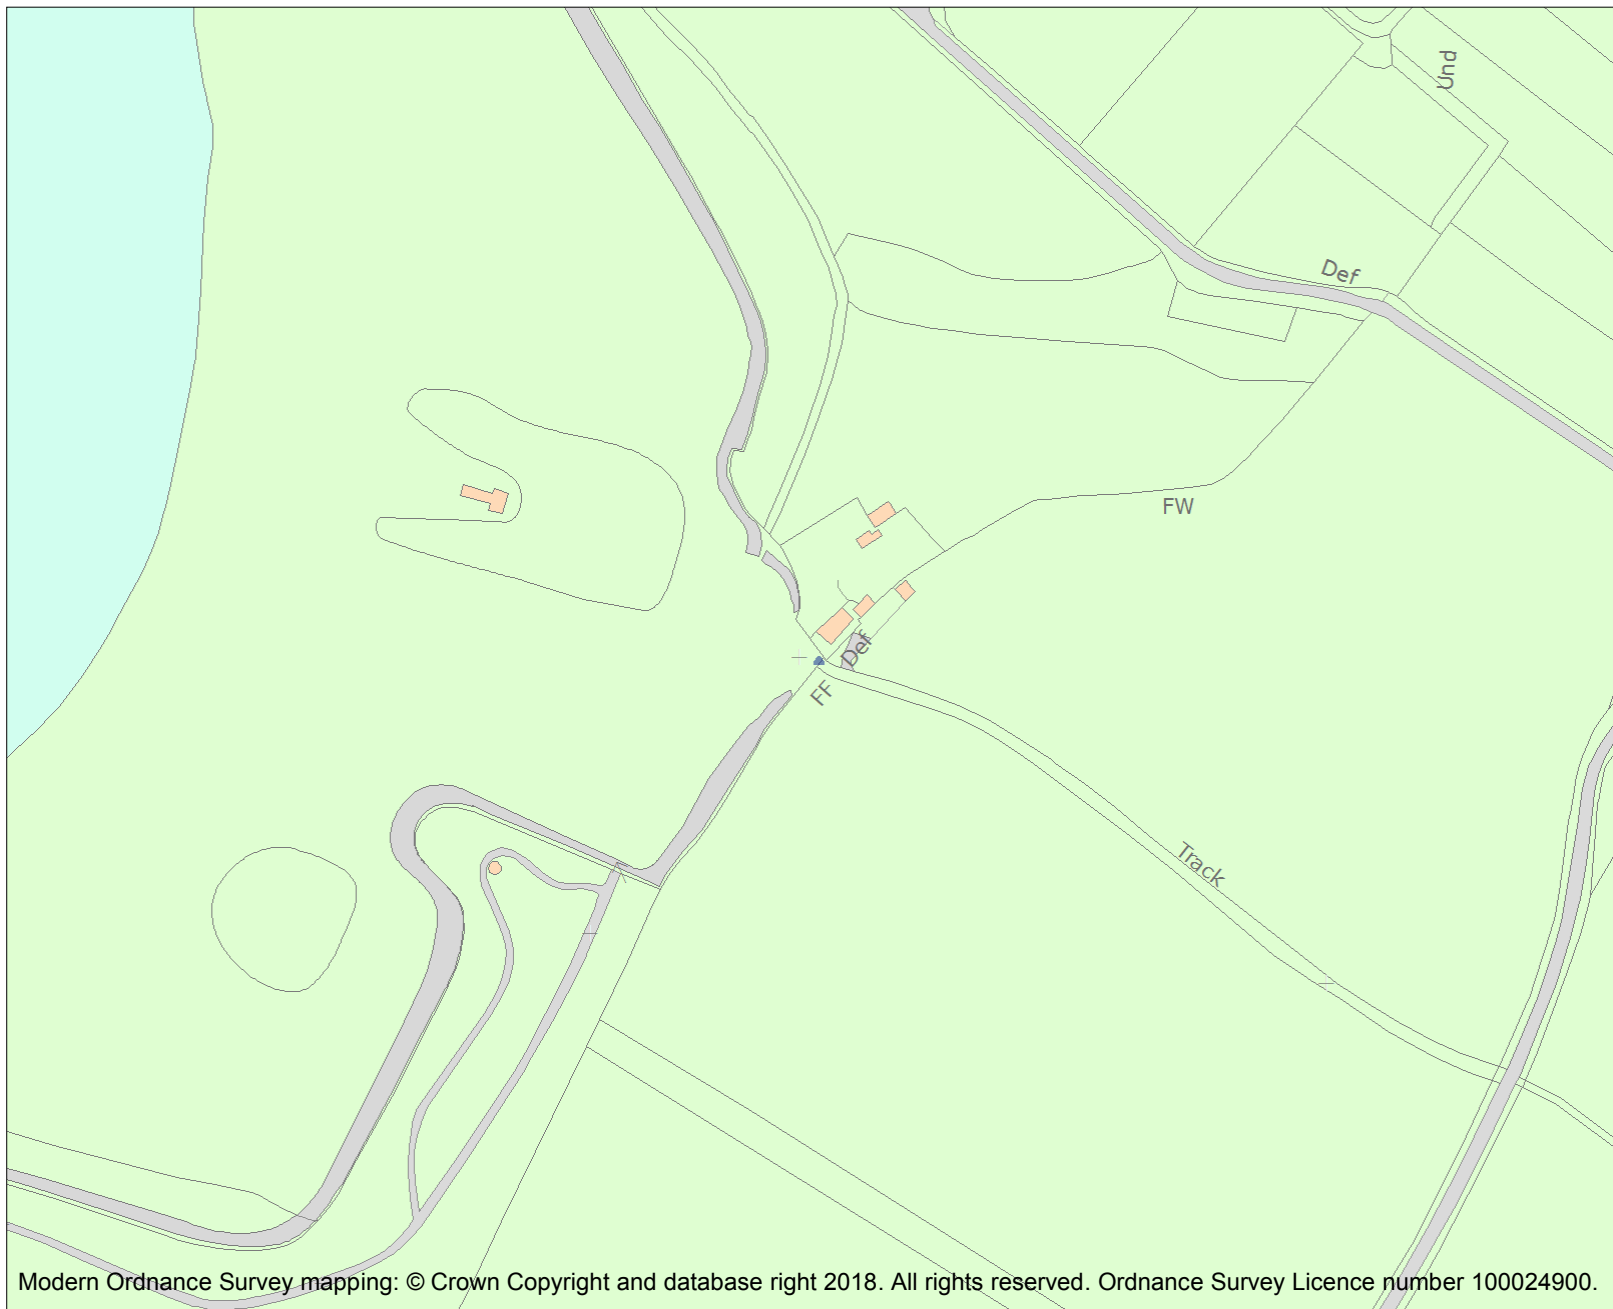 Und
Def
FW
Def
FF
Track
Modern Ordnance Survey mapping: © Crown Copyright and database right 2018. All rights reserved. Ordnance Survey Licence number 100024900.